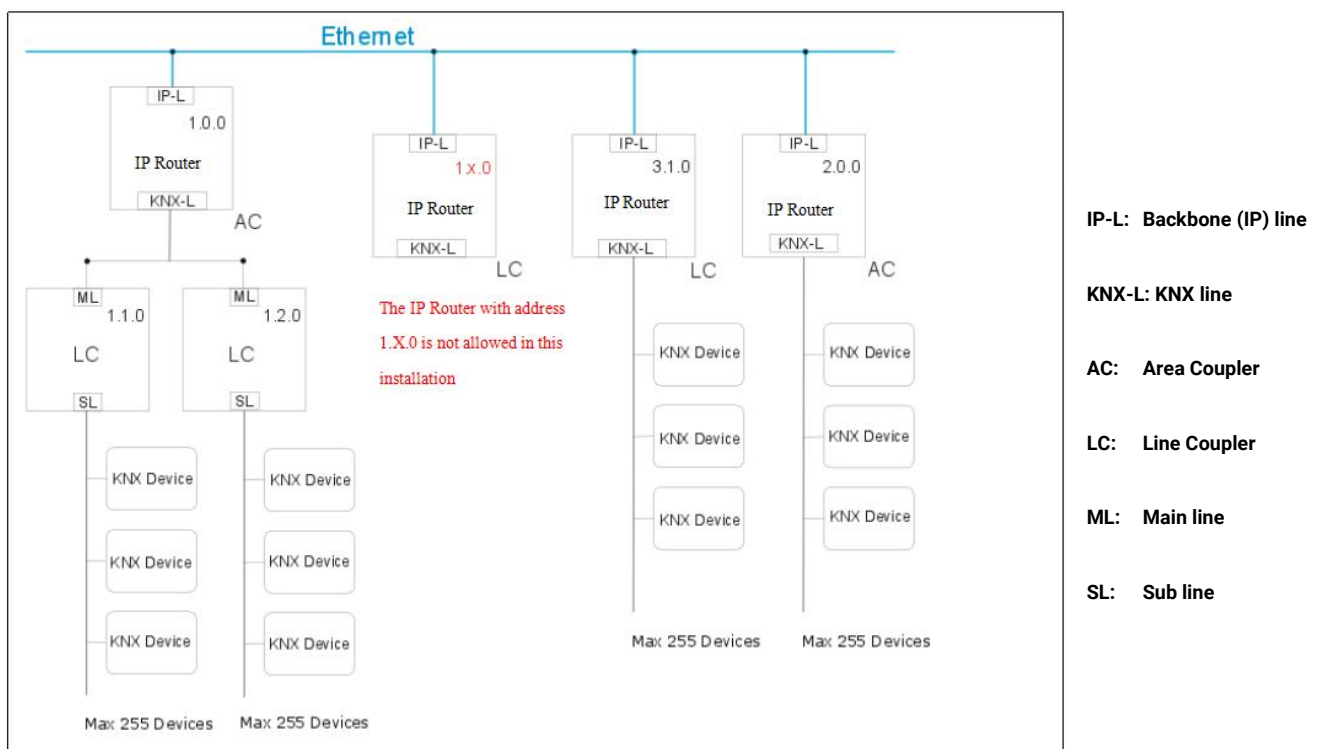 Ethernet
IP-L
1.0.0
IP Router
KNX-L
AC
ML
1.1.0
LC
SL
KNX Device
KNX Device
KNX Device
Max 255 Devices
ML
1.2.0
LC
SL
KNX Device
KNX Device
KNX Device
Max 255 Devices
IP-L
1.x.0
IP Router
KNX-L
LC
The IP Router with address
1.X.0 is not allowed in this
installation
IP-L
3.1.0
IP Router
KNX-L
LC
KNX Device
KNX Device
KNX Device
Max 255 Devices
IP-L
2.0.0
IP Router
KNX-L
AC
KNX Device
KNX Device
KNX Device
Max 255 Devices
IP-L: Backbone (IP) line
KNX-L: KNX line
AC: Area Coupler
LC: Line Coupler
ML: Main line
SL: Sub line